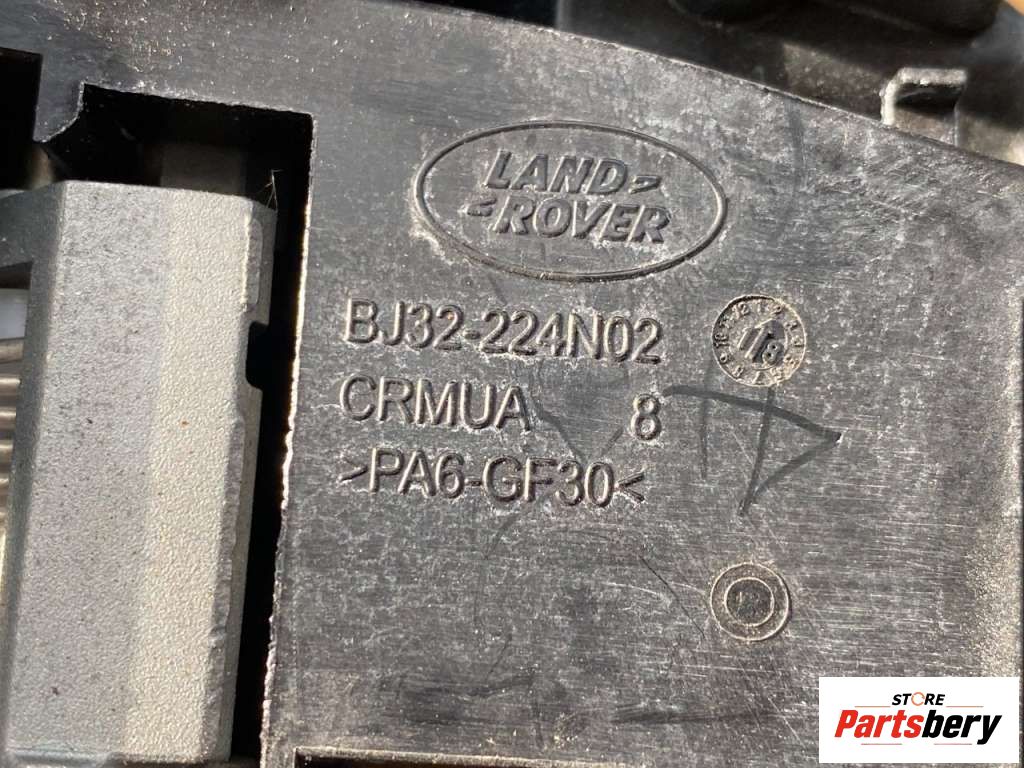 LAND
ROVER
BJ32-224N02
CRMUA 8
>PA6-GF30<
STORE
Partsbery